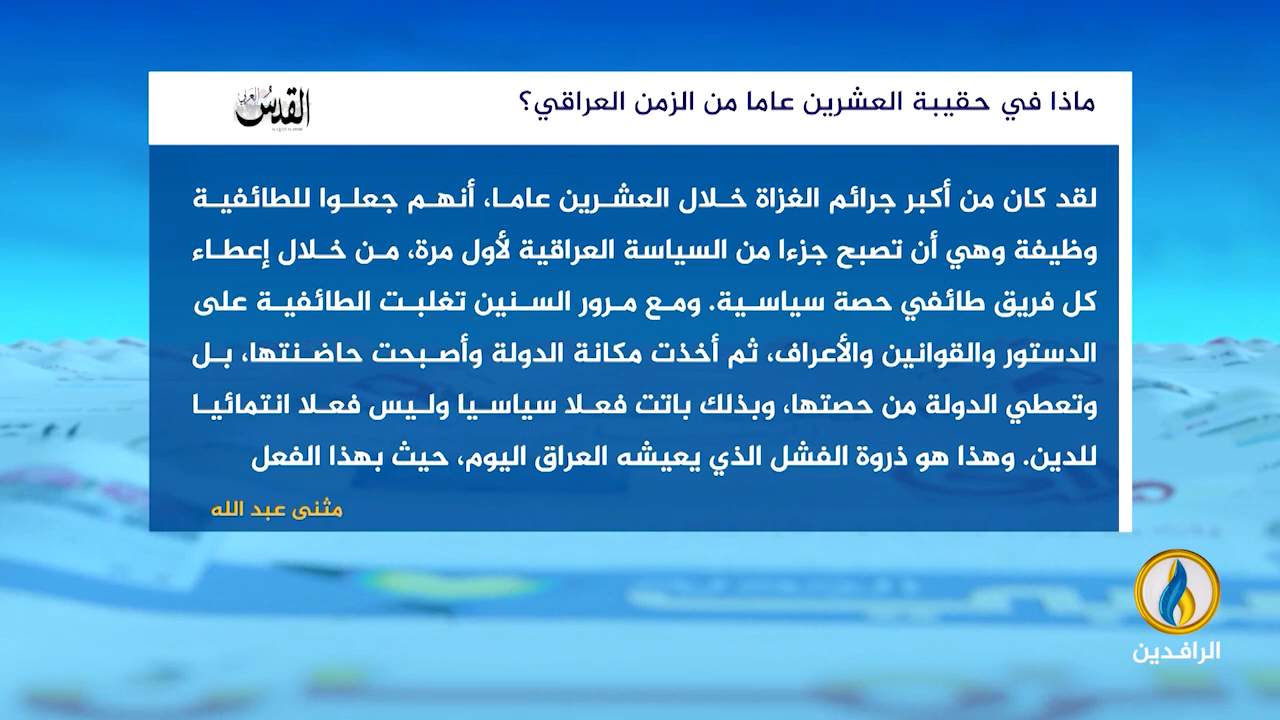 ماذا في حقيبة العشرين عاما من الزمن العراقي؟
القدس العربي
لقد كان من أكبر جرائم الغزاة خلال العشرين عاما، أنهم جعلوا للطائفية
وظيفة وهي أن تصبح جزءا من السياسة العراقية لأول مرة، من خلال إعطاء
كل فريق طائفي حصة سياسية. ومع مرور السنين تغلبت الطائفية على
الدستور والقوانين والأعراف، ثم أخذت مكانة الدولة وأصبحت حاضنتها، بل
وتعطي الدولة من حصتها، وبذلك باتت فعلا سياسيا وليس فعلا انتمائيا
للدين. وهذا هو ذروة الفشل الذي يعيشه العراق اليوم، حيث بهذا الفعل
مثنى عبد الله
الرافدين